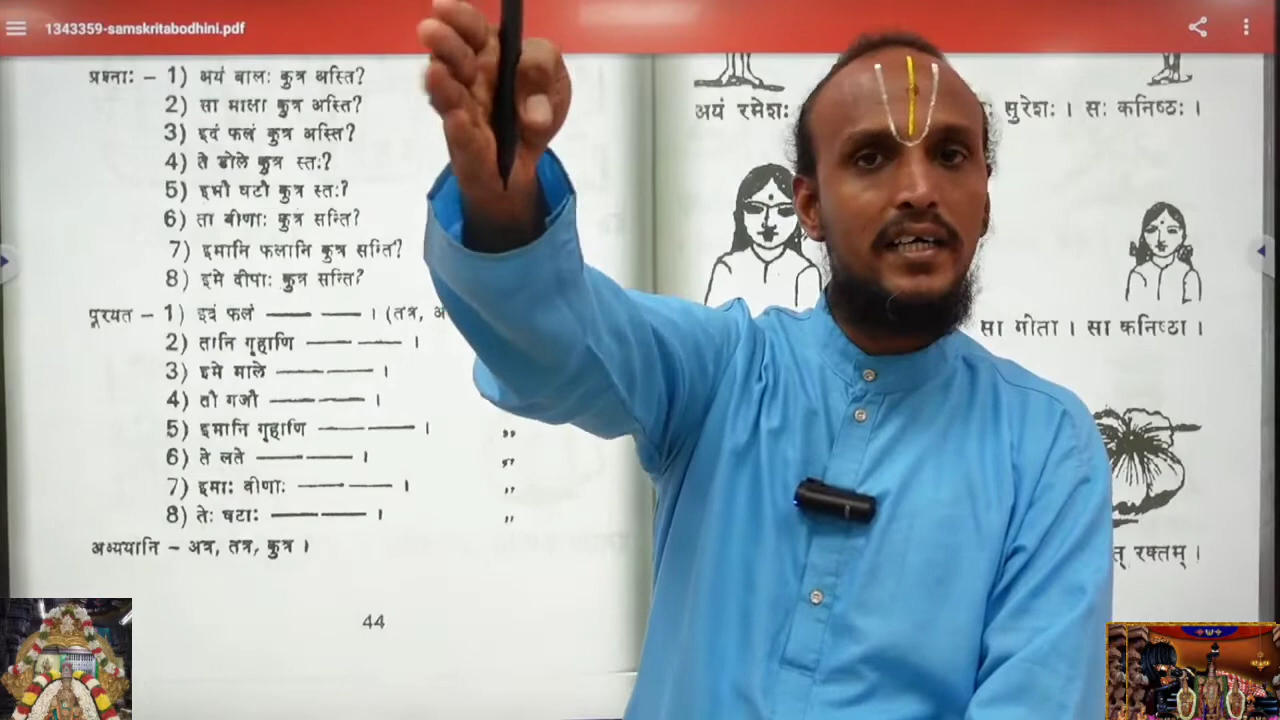 1343359-samskritabodhini.pdf
प्रश्नाः – 1) अयं बालः कुत्र अस्ति?
2) सा माला कुत्र अस्ति?
3) इदं फलं कुत्र अस्ति?
4) ते डोले कुत्र स्तः?
5) इमौ घटौ कुत्र स्तः?
6) ता वीणाः कुत्र सन्ति?
7) इमानि फलानि कुत्र सन्ति?
8) इमे दीपाः कुत्र सन्ति?
पूरयत – 1) इदं फलं —— —— । (तत्र,
2) तानि गृहाणि —— —— ।
3) इमे माले —— —— ।
4) तौ गजौ —— —— ।
5) इमानि गृहाणि —— —— । ,,
6) ते लते —— —— । ,,
7) इमाः वीणाः —— —— । ,,
8) तेः घटाः —— —— । ,,
अव्ययानि – अत्र, तत्र, कुत्र ।
44
अयं रमेशः सुरेशः । सः कनिष्ठः ।
सा गीता । सा कनिष्ठा ।
रक्तम् ।